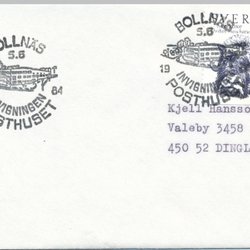 BOLLNÄS
5.6
INVIGNINGEN
POSTHUSET
84
BOLLNÄS
5.6
19
INVIGNIN
POSTHUS
Kjell Hansso
Valeby 3458
450 52 DINGL